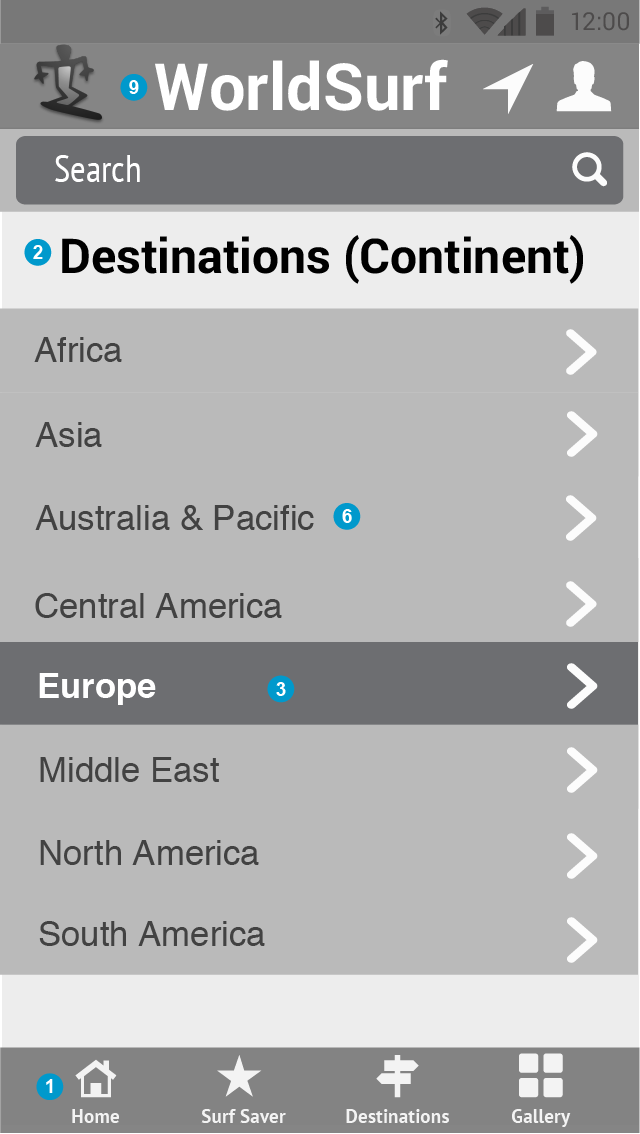 12:00
9 WorldSurf
Search
2 Destinations (Continent)
Africa
Asia
Australia & Pacific 6
Central America
Europe 3
Middle East
North America
South America
1
Home Surf Saver Destinations Gallery